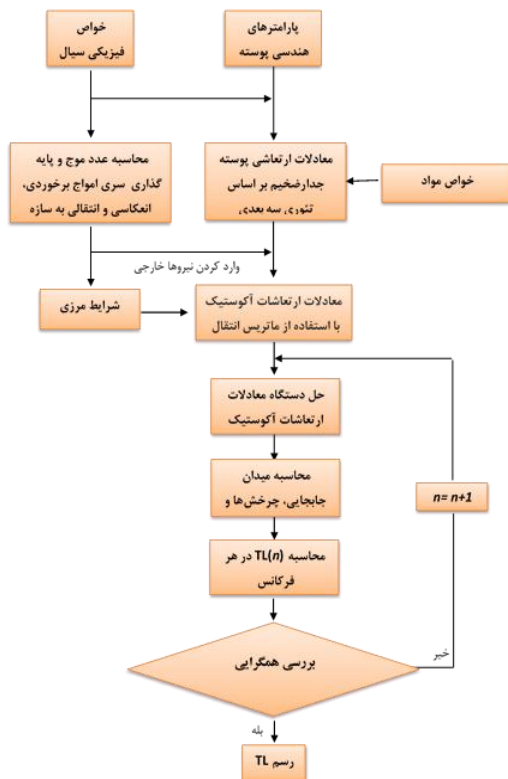 خواص
فیزیکی سیال
پارامترهای
هندسی پوسته
محاسبه عدد موج و پایه
گذاری سری امواج برخوردی،
انعکاسی و انتقالی به سازه
معادلات ارتعاشی پوسته
جدارضخیم بر اساس
تئوری سه بعدی
خواص مواد
وارد کردن نیروها خارجی
شرایط مرزی
معادلات ارتعاشات آکوستیک
با استفاده از ماتریس انتقال
حل دستگاه معادلات
ارتعاشات آکوستیک
محاسبه میدان
جابجایی، چرخش‌ها و
n= n+1
محاسبه TL(n) در هر
فرکانس
بررسی همگرایی
خیر
بله
رسم TL